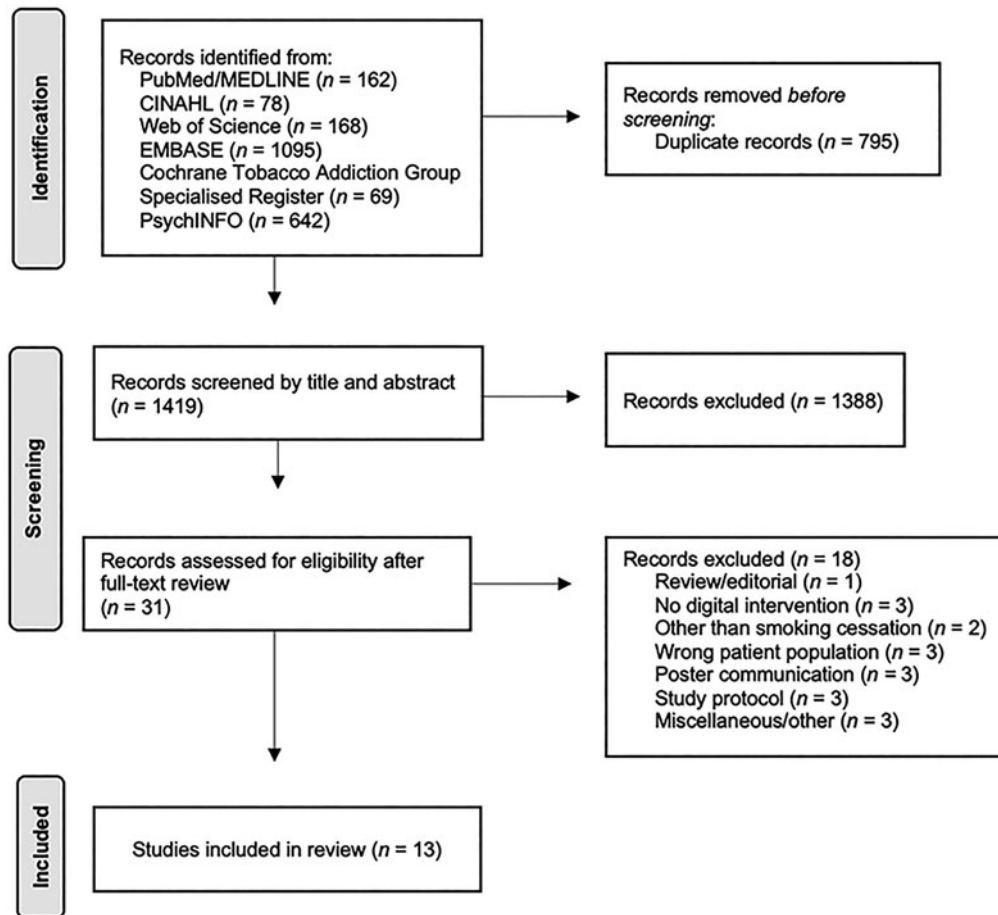 Identification
Records identified from:
PubMed/MEDLINE (n = 162)
CINAHL (n = 78)
Web of Science (n = 168)
EMBASE (n = 1095)
Cochrane Tobacco Addiction Group
Specialised Register (n = 69)
PsychINFO (n = 642)
Records removed before
screening:
Duplicate records (n = 795)
Screening
Records screened by title and abstract
(n = 1419)
Records excluded (n = 1388)
Records assessed for eligibility after
full-text review
(n = 31)
Records excluded (n = 18)
Review/editorial (n = 1)
No digital intervention (n = 3)
Other than smoking cessation (n = 2)
Wrong patient population (n = 3)
Poster communication (n = 3)
Study protocol (n = 3)
Miscellaneous/other (n = 3)
Included
Studies included in review (n = 13)